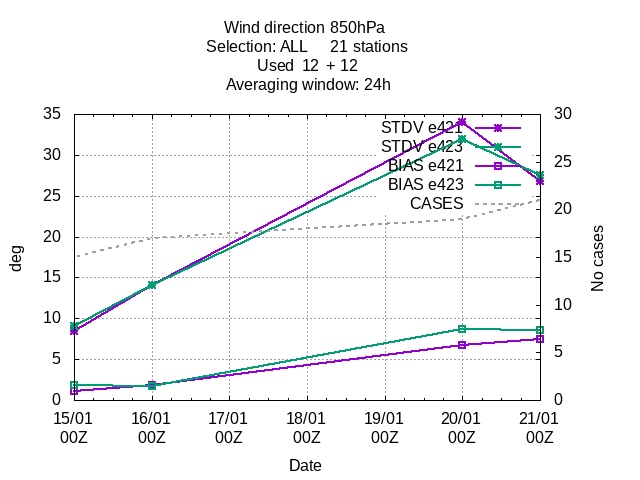 Wind direction 850hPa
Selection: ALL 21 stations
Used 12 + 12
Averaging window: 24h
35
30
25
20
15
10
5
0
deg
30
25
20
15
10
5
0
No cases
STDV e421
STDV e423
BIAS e421
BIAS e423
CASES
15/01 16/01 17/01 18/01 19/01 20/01 21/01
00Z 00Z 00Z 00Z 00Z 00Z 00Z
Date